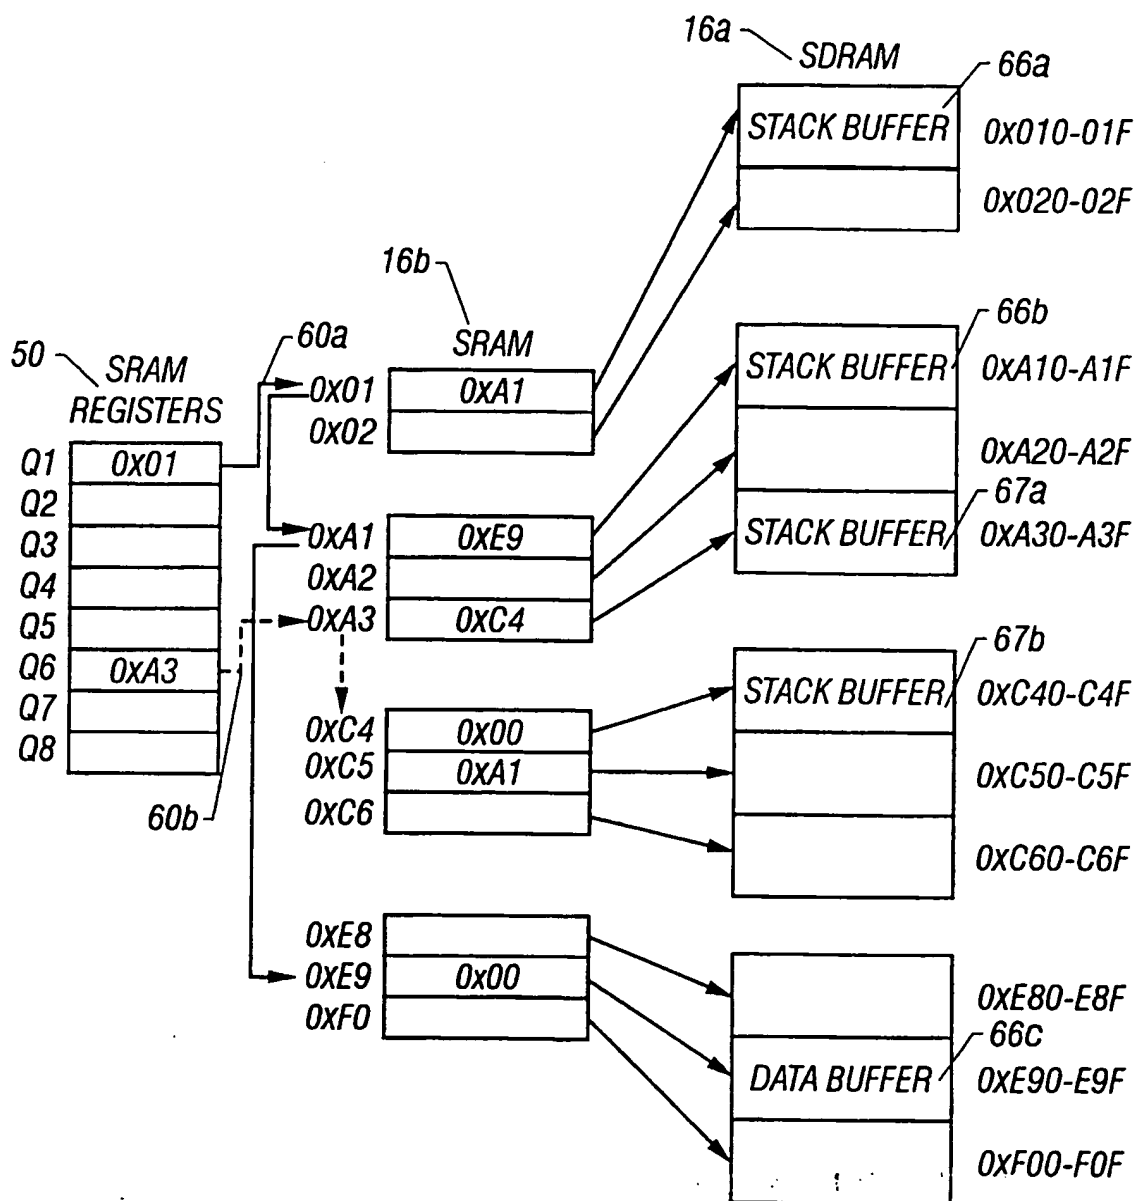 16a
SDRAM
66a
STACK BUFFER
0x010-01F
0x020-02F
16b
SRAM
60a
50
SRAM
REGISTERS
Q1
0x01
Q2
Q3
Q4
Q5
Q6
0xA3
Q7
Q8
60b
0x01
0xA1
0x02
0xA1
0xE9
0xA2
0xA3
0xC4
0xC4
0x00
0xC5
0xA1
0xC6
0xE8
0xE9
0x00
0xF0
66b
STACK BUFFER
0xA10-A1F
0xA20-A2F
67a
STACK BUFFER
0xA30-A3F
67b
STACK BUFFER
0xC40-C4F
0xC50-C5F
0xC60-C6F
0xE80-E8F
66c
DATA BUFFER
0xE90-E9F
0xF00-F0F